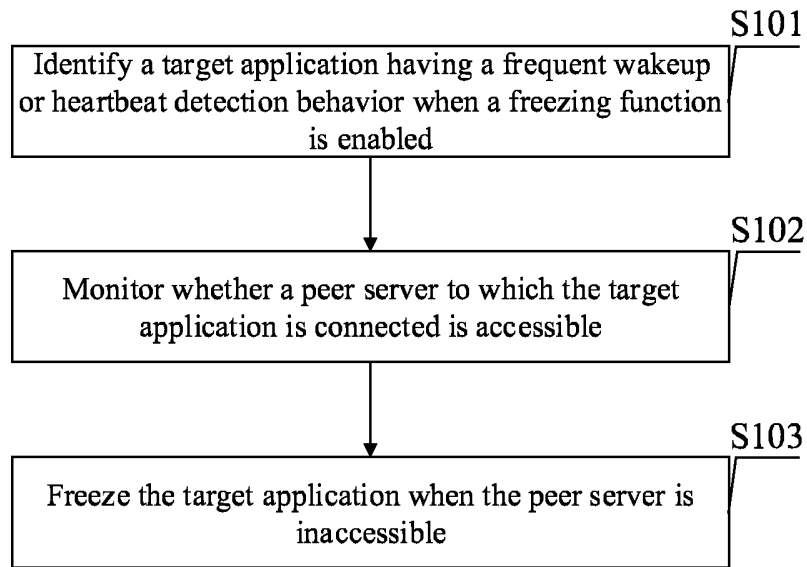 S101
Identify a target application having a frequent wakeup
or heartbeat detection behavior when a freezing function
is enabled
S102
Monitor whether a peer server to which the target
application is connected is accessible
S103
Freeze the target application when the peer server is
inaccessible